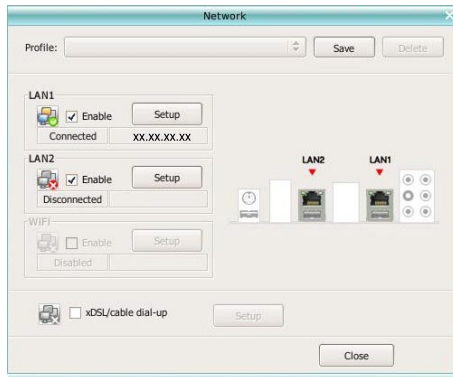 Network
Profile:
Save
Delete
LAN1
Enable
Setup
Connected
XX.XX.XX.XX
LAN2
Enable
Setup
Disconnected
WiFi
Enable
Setup
Disabled
LAN2
LAN1
xDSL/cable dial-up
Setup
Close